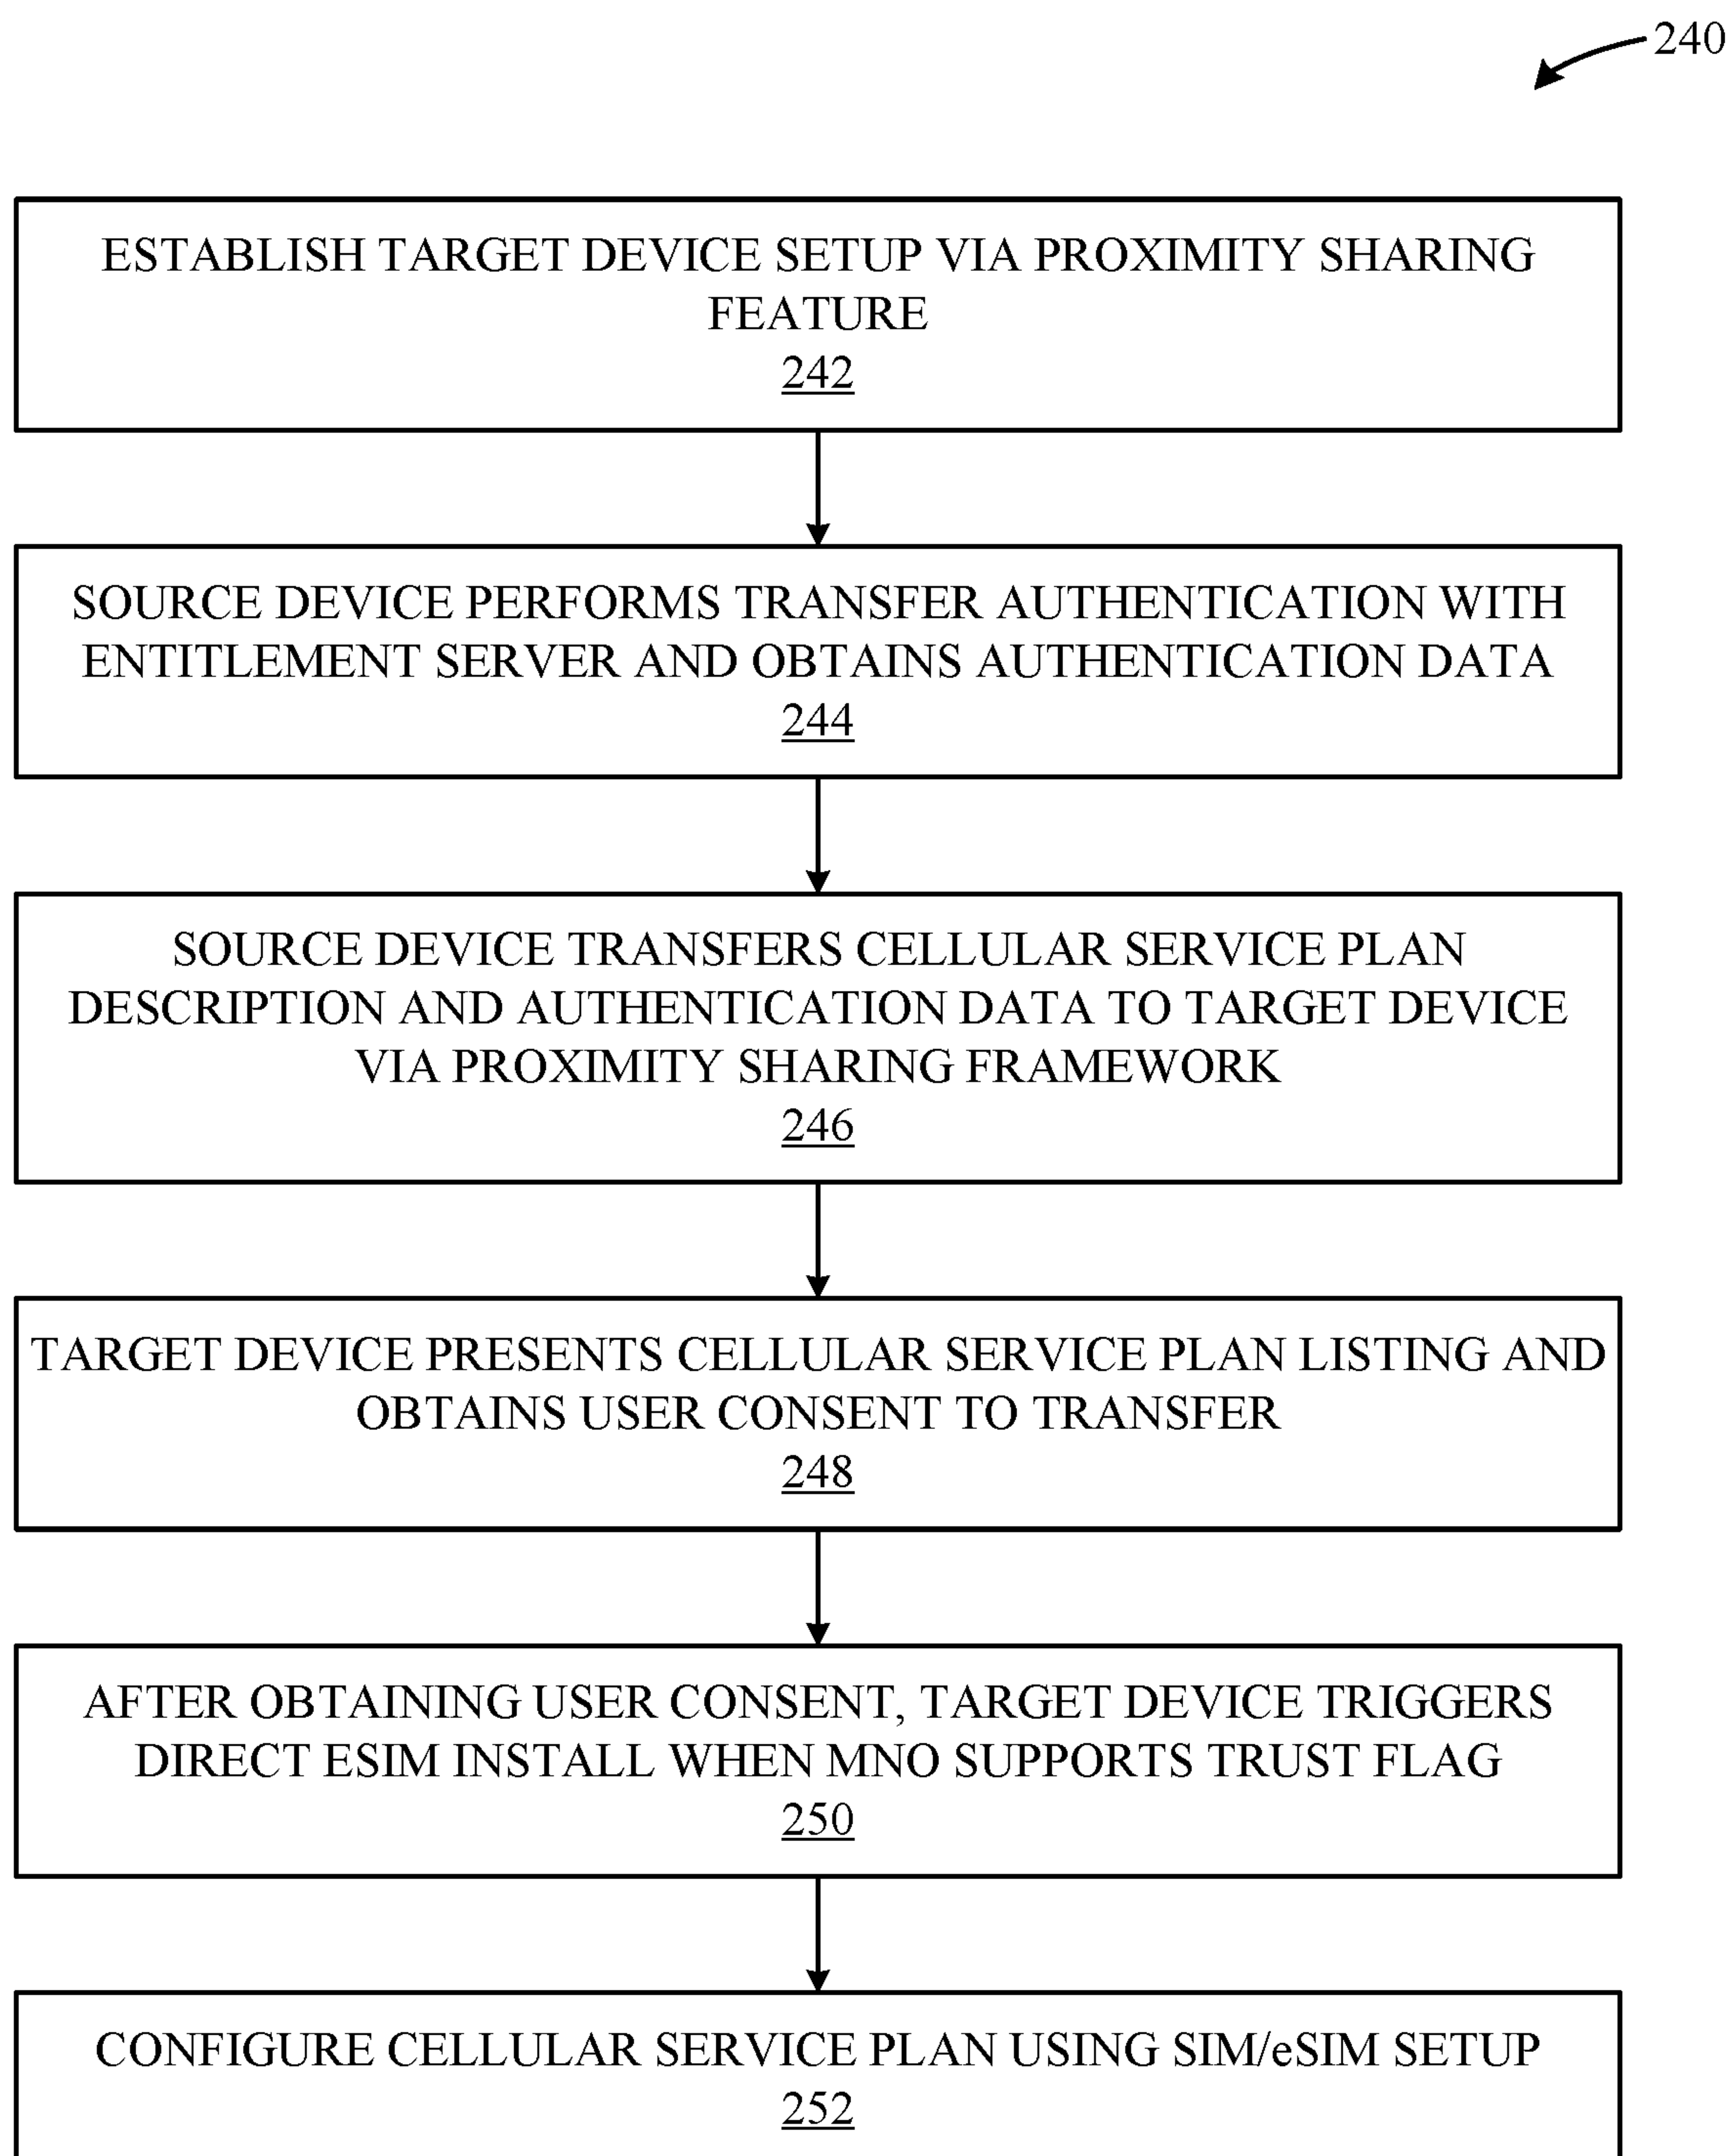 240
ESTABLISH TARGET DEVICE SETUP VIA PROXIMITY SHARING
FEATURE
242
SOURCE DEVICE PERFORMS TRANSFER AUTHENTICATION WITH
ENTITLEMENT SERVER AND OBTAINS AUTHENTICATION DATA
244
SOURCE DEVICE TRANSFERS CELLULAR SERVICE PLAN
DESCRIPTION AND AUTHENTICATION DATA TO TARGET DEVICE
VIA PROXIMITY SHARING FRAMEWORK
246
TARGET DEVICE PRESENTS CELLULAR SERVICE PLAN LISTING AND
OBTAINS USER CONSENT TO TRANSFER
248
AFTER OBTAINING USER CONSENT, TARGET DEVICE TRIGGERS
DIRECT ESIM INSTALL WHEN MNO SUPPORTS TRUST FLAG
250
CONFIGURE CELLULAR SERVICE PLAN USING SIM/eSIM SETUP
252